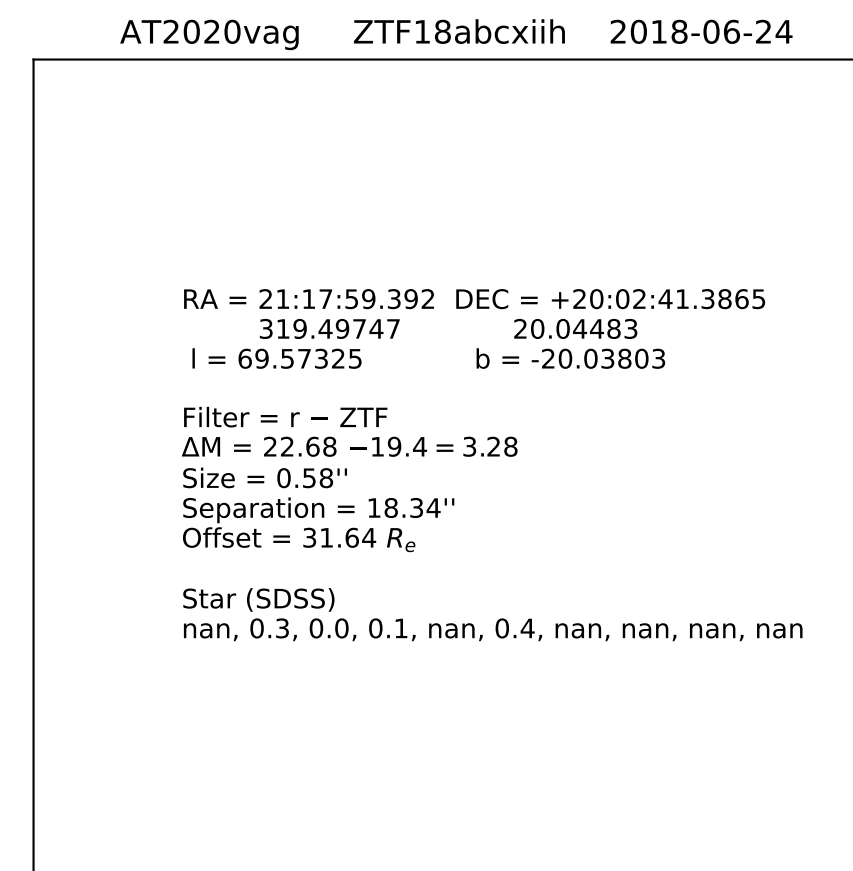 AT2020vag ZTF18abcxiih 2018-06-24
RA = 21:17:59.392 DEC = +20:02:41.3865
319.49747 20.04483
l = 69.57325 b = -20.03803
Filter = r − ZTF
ΔM = 22.68 −19.4 = 3.28
Size = 0.58''
Separation = 18.34''
Offset = 31.64 Rₑ
Star (SDSS)
nan, 0.3, 0.0, 0.1, nan, 0.4, nan, nan, nan, nan